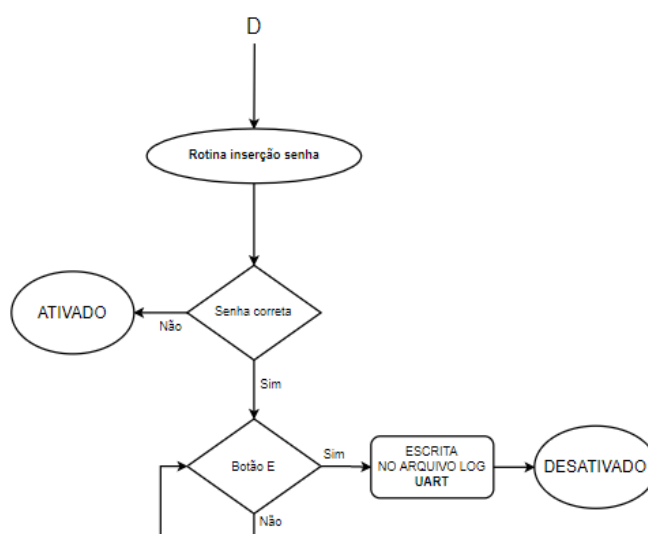 D
Rotina inserção senha
Senha correta
ATIVADO
Não
Sim
Botão E
Sim
ESCRITA
NO ARQUIVO LOG
UART
DESATIVADO
Não